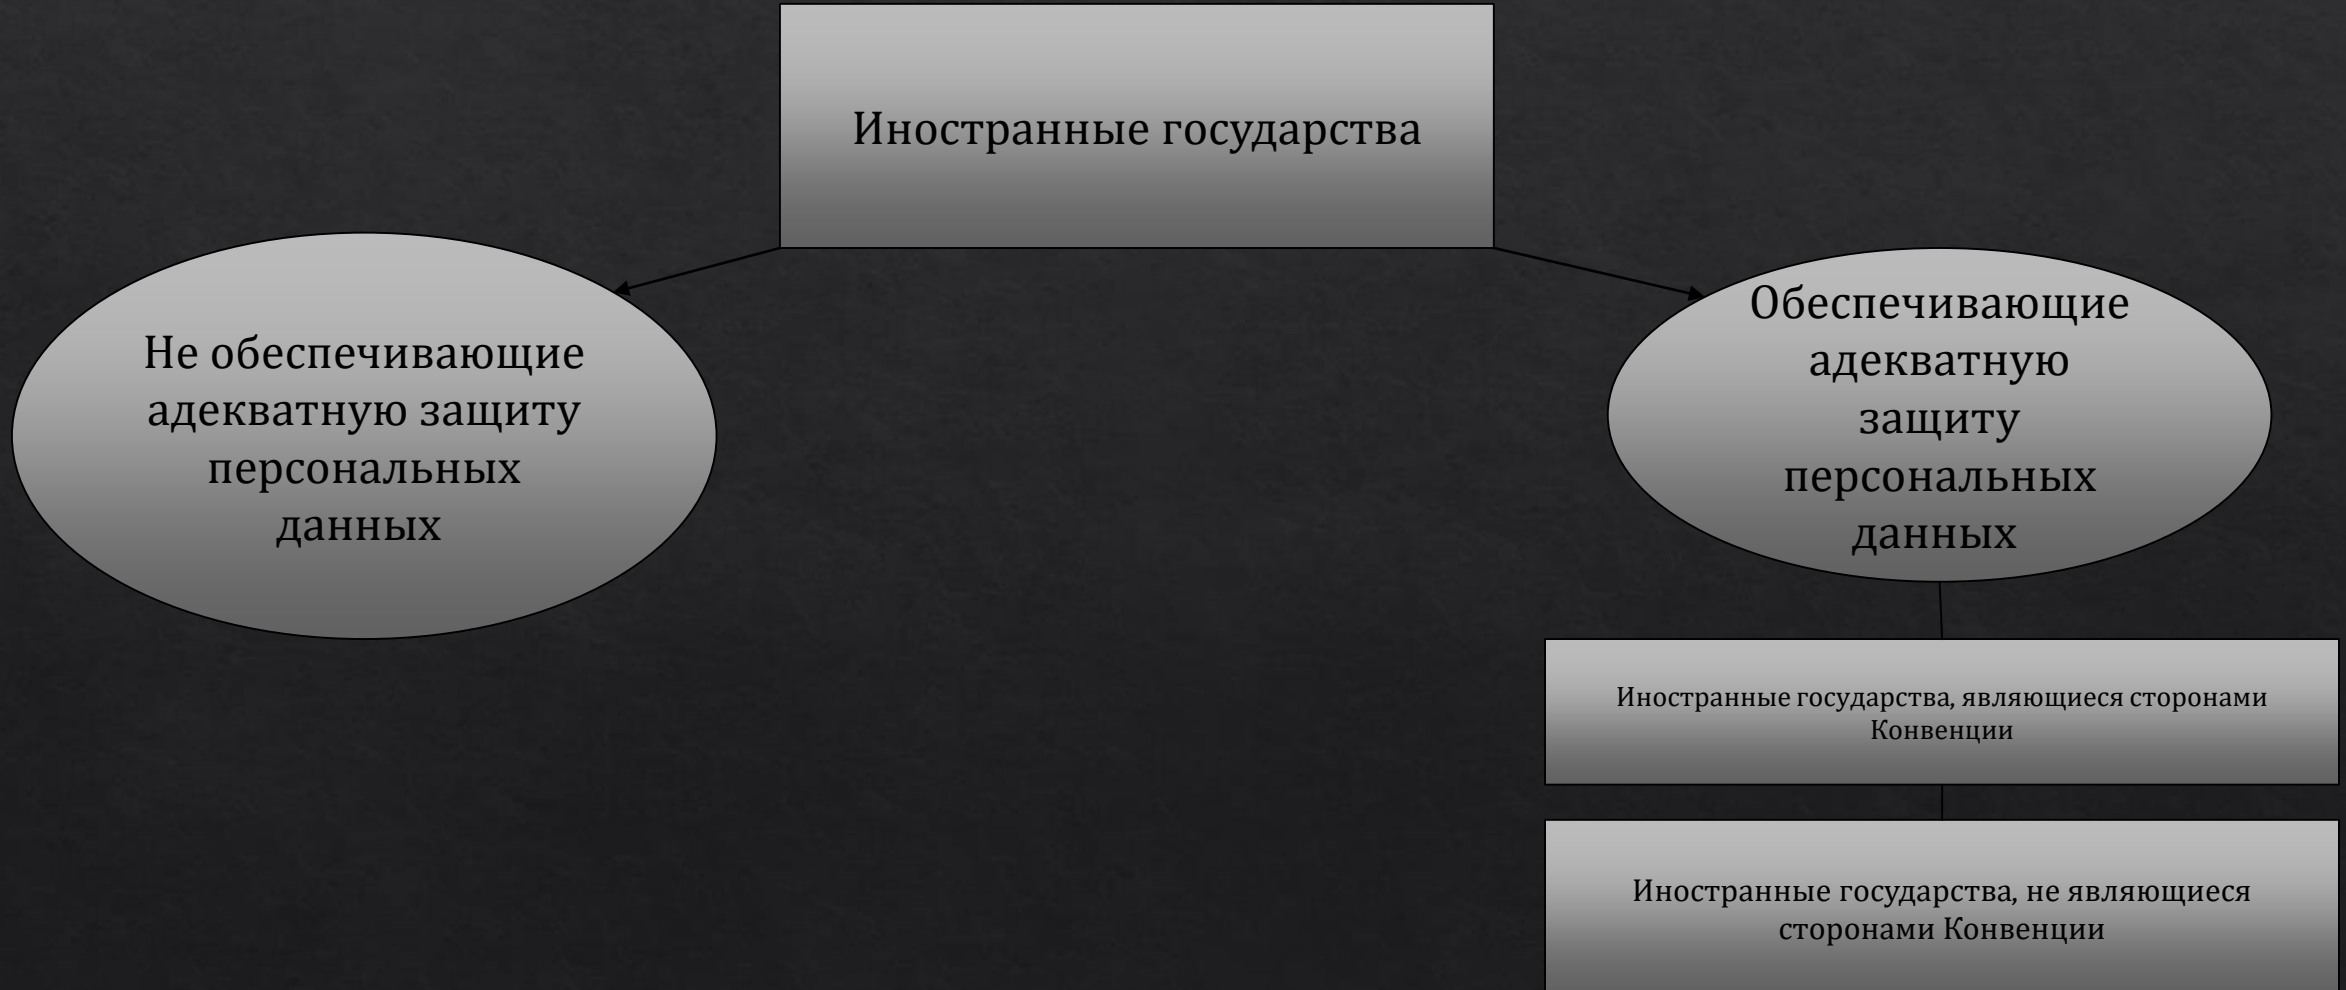 Иностранные государства
Не обеспечивающие
адекватную защиту
персональных
данных
Обеспечивающие
адекватную
защиту
персональных
данных
Иностранные государства, являющиеся сторонами
Конвенции
Иностранные государства, не являющиеся
сторонами Конвенции